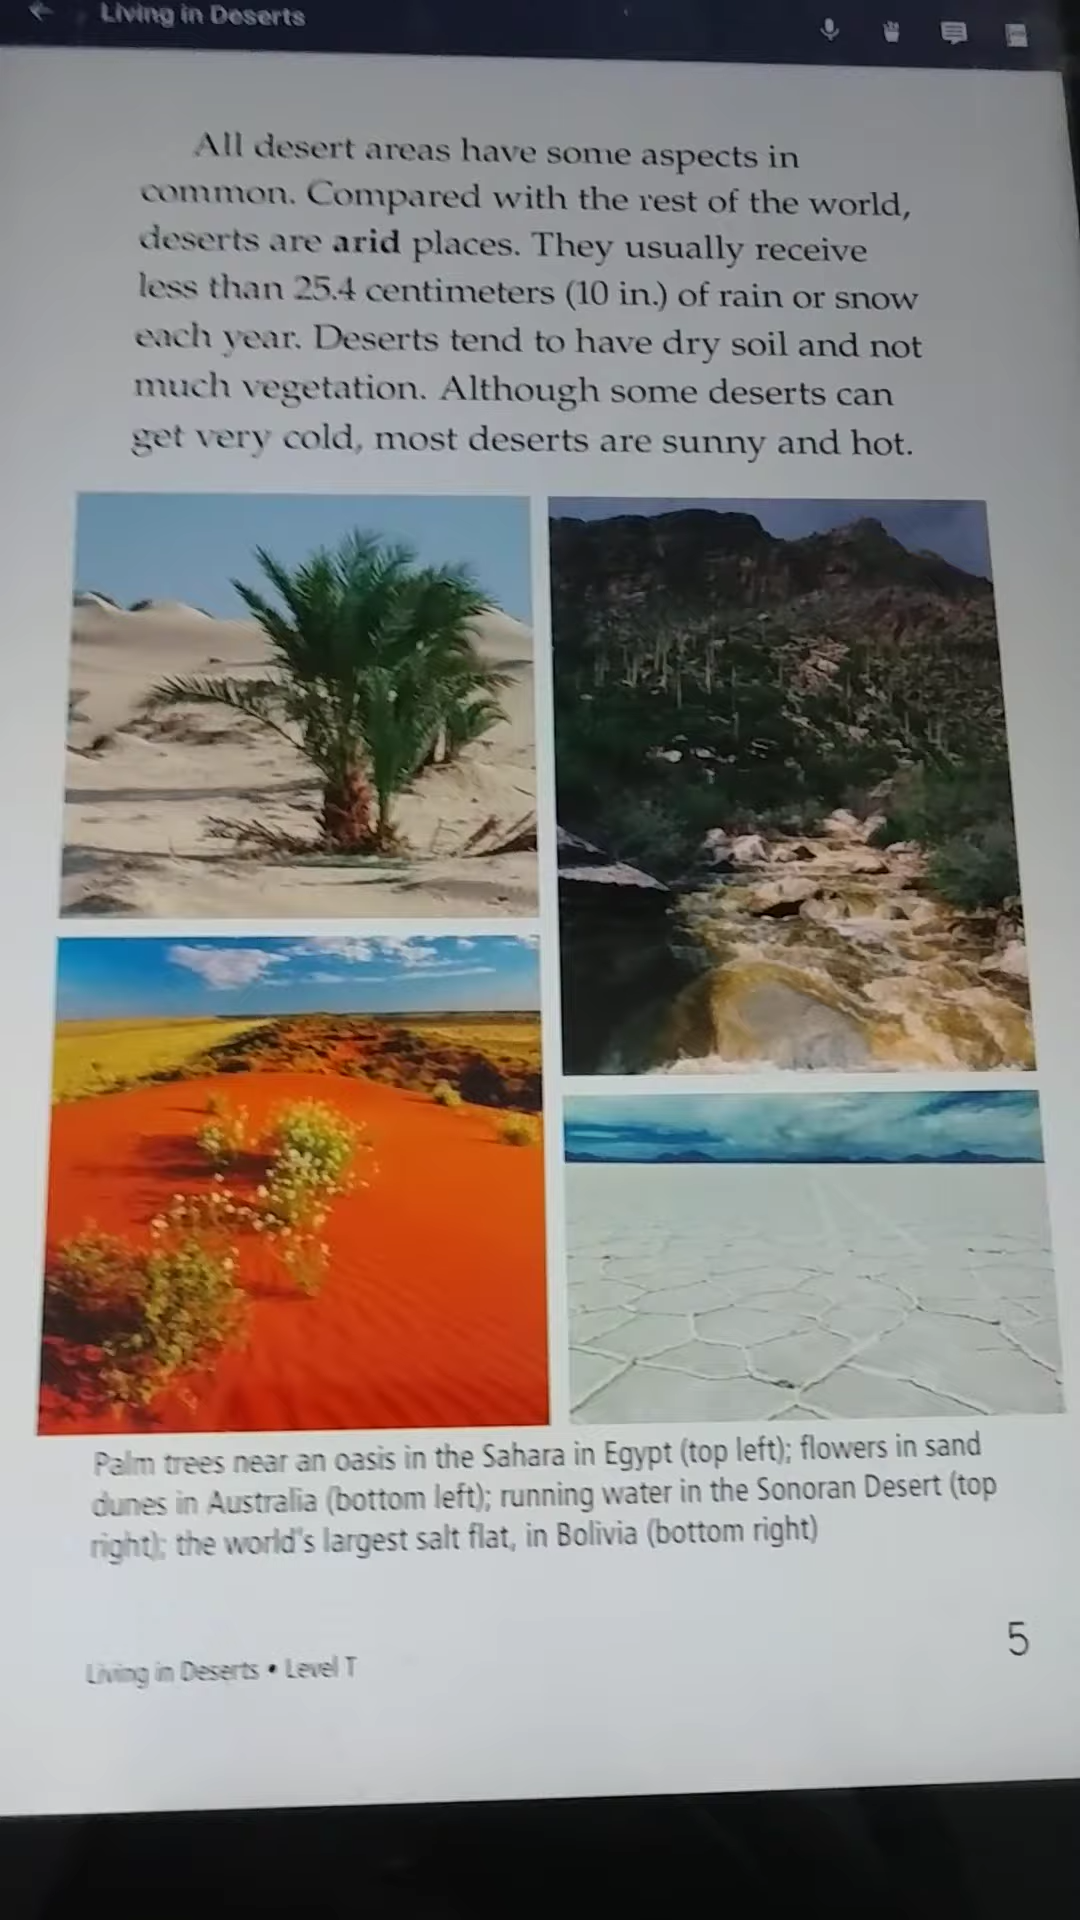 Living in Deserts
All desert areas have some aspects in
common. Compared with the rest of the world,
deserts are arid places. They usually receive
less than 25.4 centimeters (10 in.) of rain or snow
each year. Deserts tend to have dry soil and not
much vegetation. Although some deserts can
get very cold, most deserts are sunny and hot.
Palm trees near an oasis in the Sahara in Egypt (top left); flowers in sand
dunes in Australia (bottom left); running water in the Sonoran Desert (top
right); the world's largest salt flat, in Bolivia (bottom right)
Living in Deserts • Level T
5